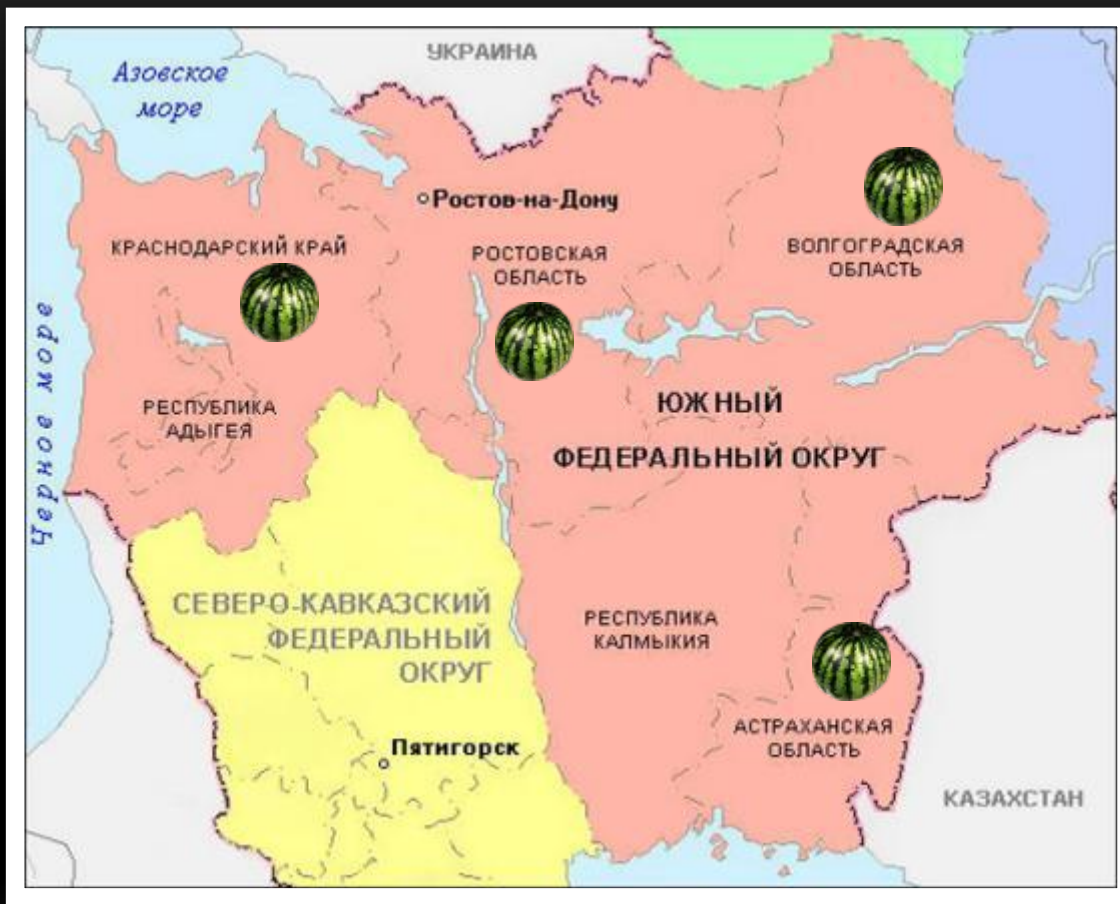 УКРАИНА
Азовское
море
Ростов-на-Дону
КРАСНОДАРСКИЙ КРАЙ
РОСТОВСКАЯ
ОБЛАСТЬ
ВОЛГОГРАДСКАЯ
ОБЛАСТЬ
Черное море
РЕСПУБЛИКА
АДЫГЕЯ
ЮЖНЫЙ
ФЕДЕРАЛЬНЫЙ ОКРУГ
СЕВЕРО-КАВКАЗСКИЙ
ФЕДЕРАЛЬНЫЙ
ОКРУГ
РЕСПУБЛИКА
КАЛМЫКИЯ
Пятигорск
АСТРАХАНСКАЯ
ОБЛАСТЬ
КАЗАХСТАН